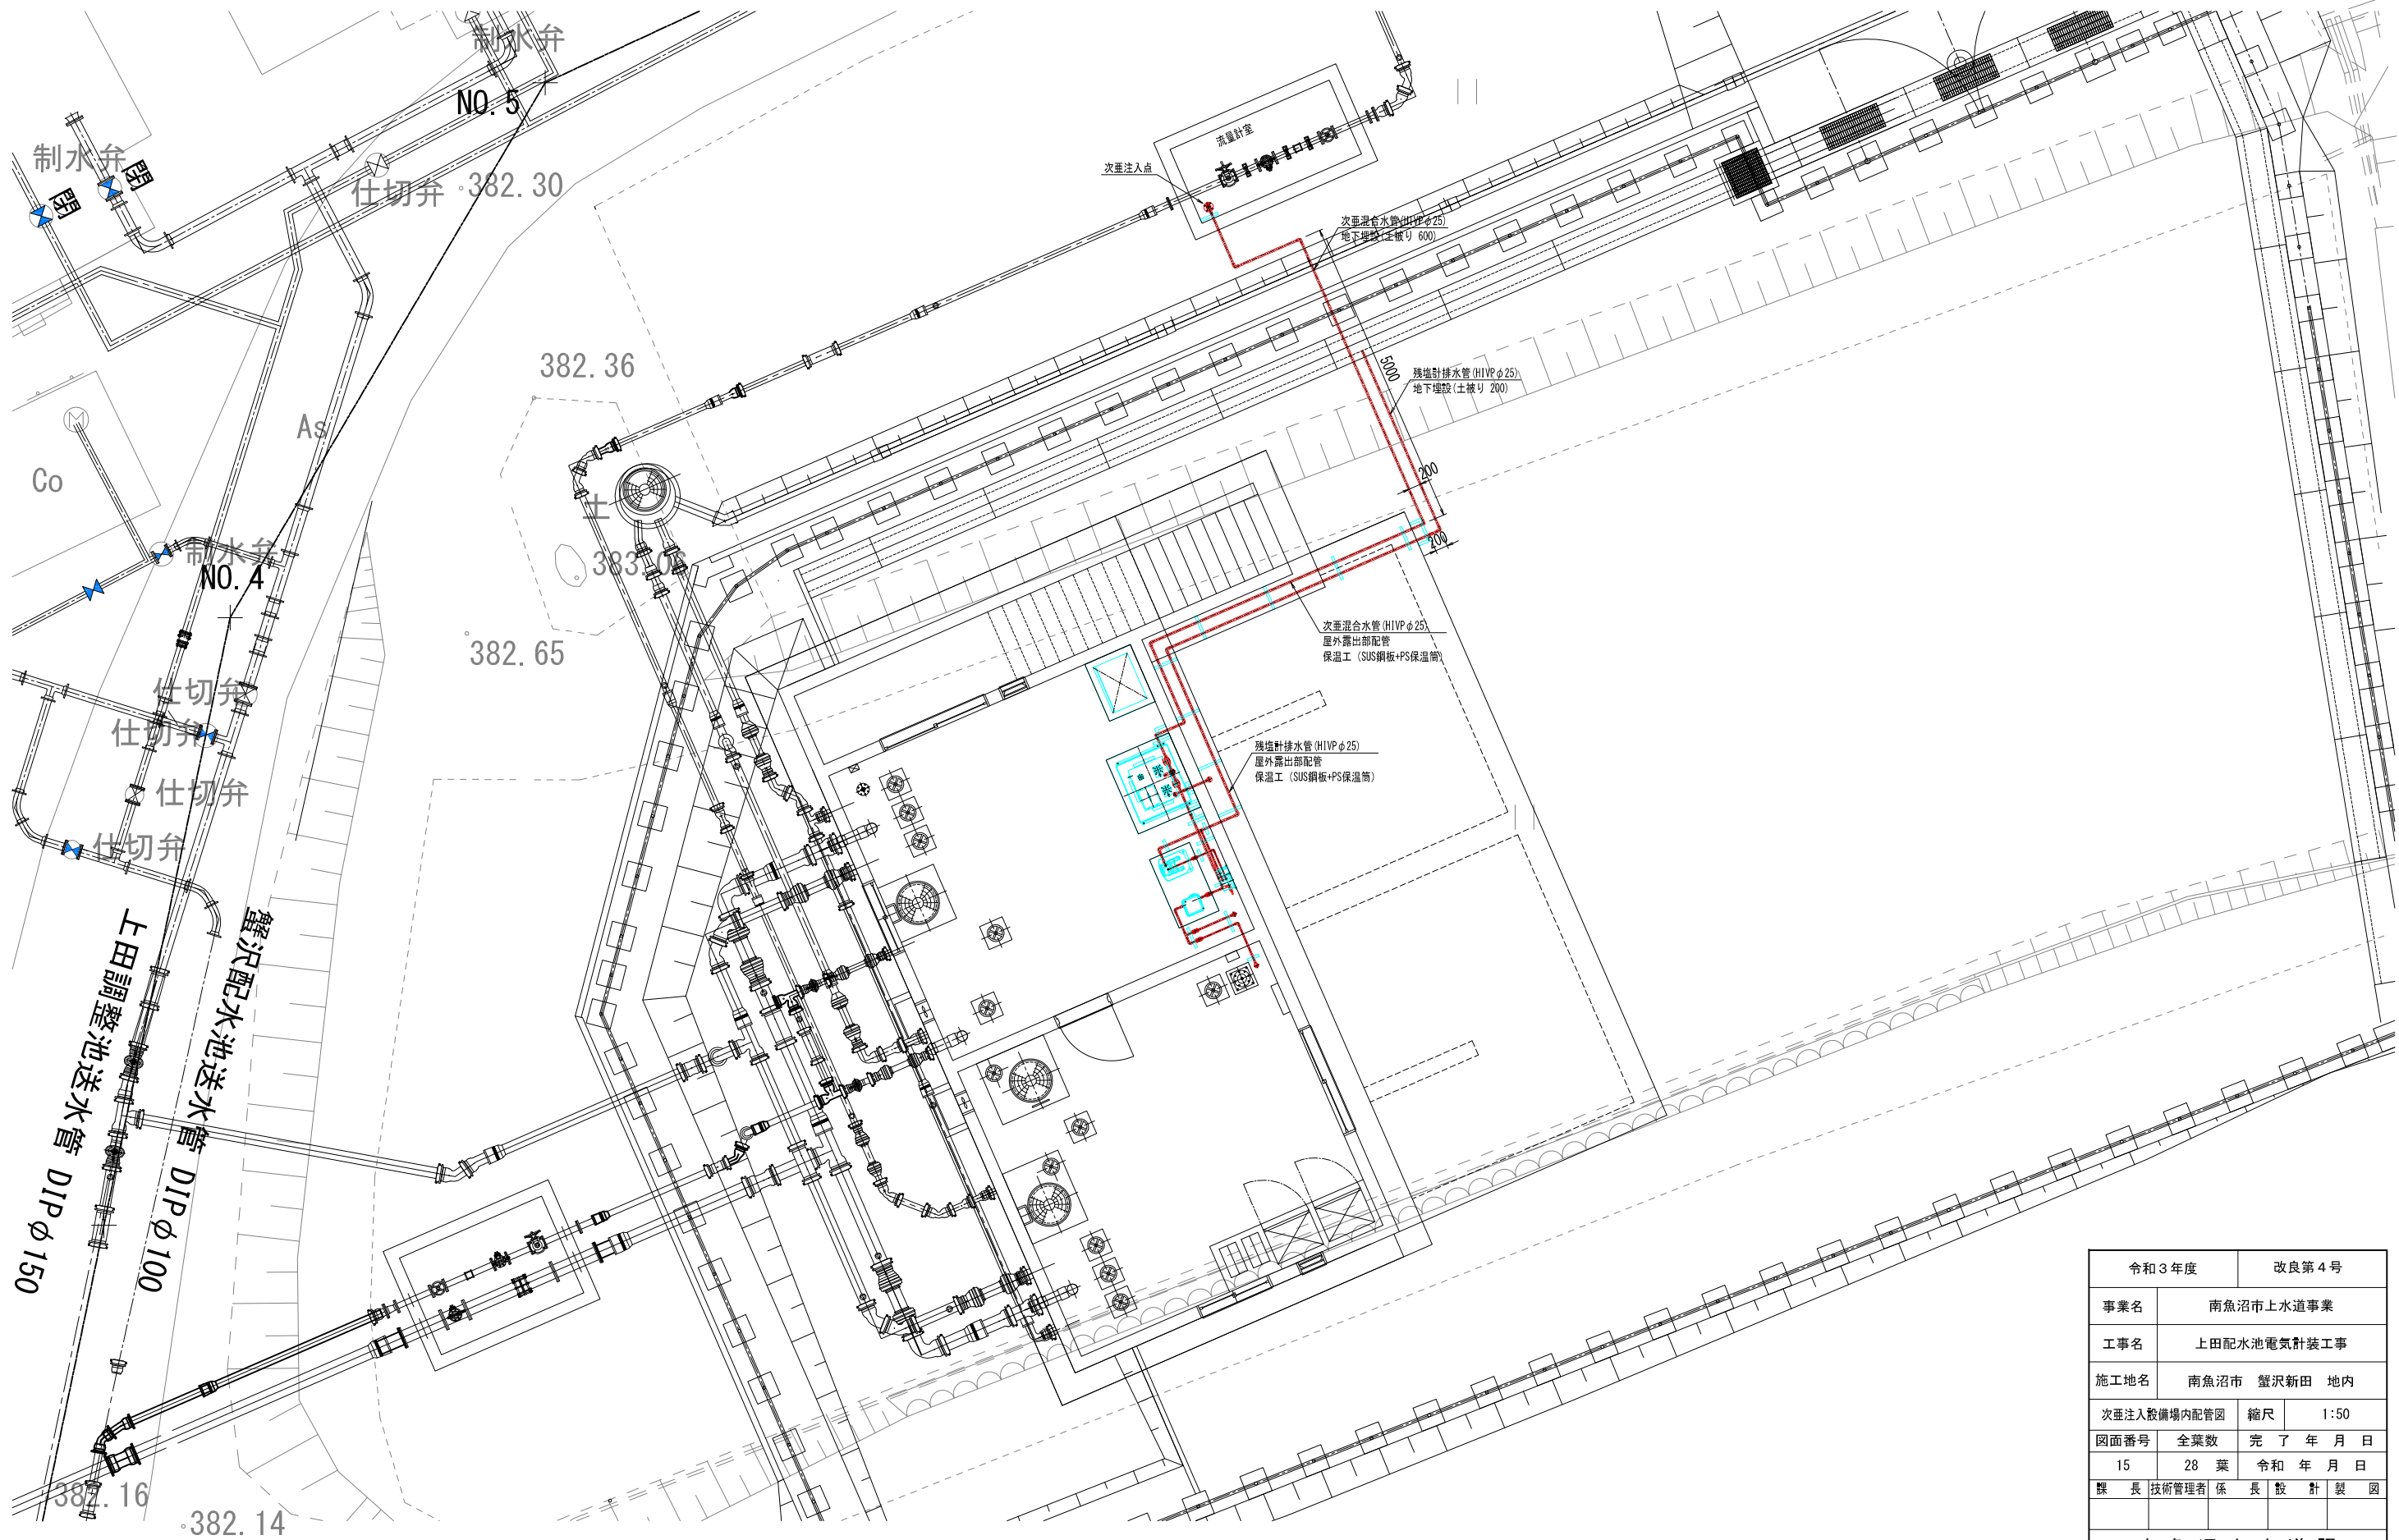 制水弁
NO.5
制水弁
閉
閉
仕切弁
382.30
流量計室
次亜注入点
次亜混合水管(HIVPφ25)
地下埋設(土被り 600)
382.36
5000
残塩計排水管(HIVPφ25)
地下埋設(土被り 200)
As
Co
200
土
200
制水弁
383.06
NO.4
次亜混合水管(HIVPφ25)
屋外露出部配管
保温工 (SUS鋼板+PS保温筒)
382.65
仕切弁
仕切弁
残塩計排水管(HIVPφ25)
屋外露出部配管
保温工 (SUS鋼板+PS保温筒)
仕切弁
仕切弁
上田調整池送水管 DIPφ150
蟹沢配水池送水管 DIPφ100
382.16
382.14
令和3年度 改良第4号
事業名 南魚沼市上水道事業
工事名 上田配水池電気計装工事
施工地名 南魚沼市 蟹沢新田 地内
次亜注入設備場内配管図 縮尺 1:50
図面番号 全葉数 完 了 年 月 日
15 28 葉 令和 年 月 日
課 長 技術管理者 係 長 設 計 製 図